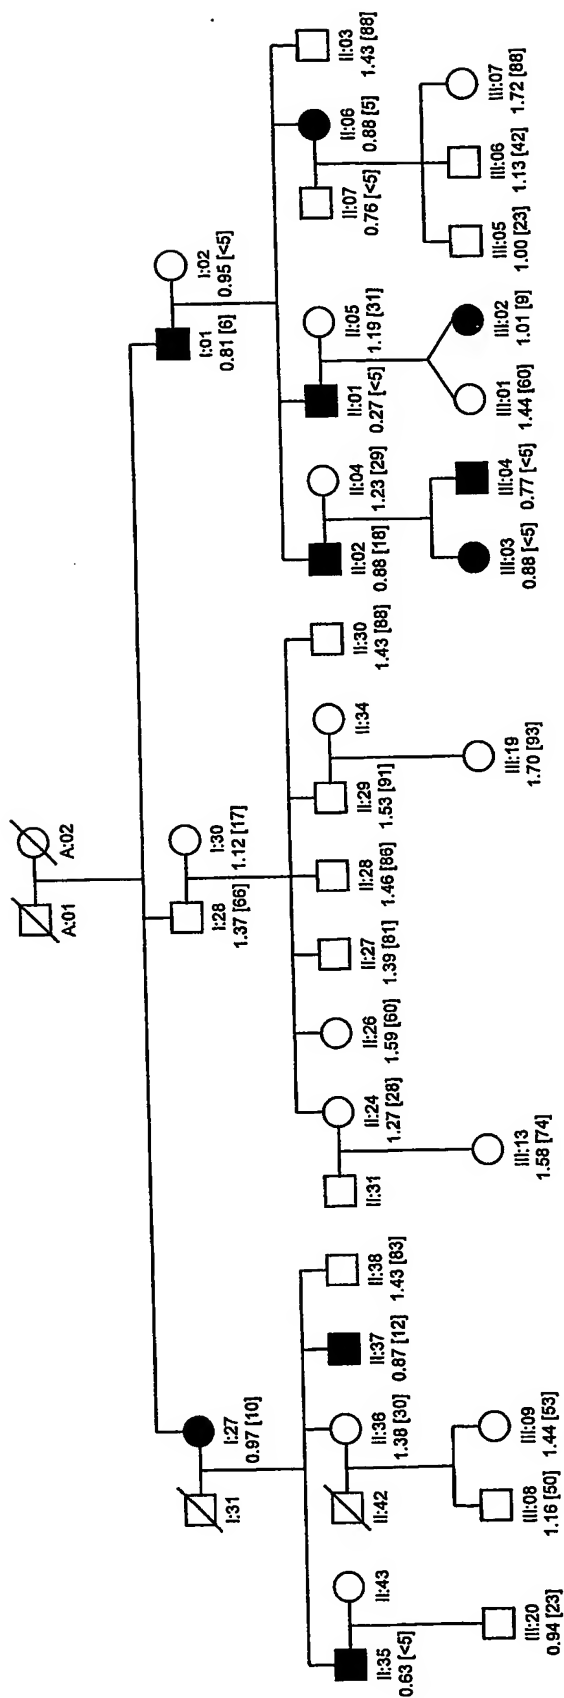 A:01
A:02
I:31
I:27
0.97 [10]
I:28
1.37 [66]
I:30
1.12 [17]
I:01
0.81 [6]
I:02
0.95 [<5]
II:35
0.63 [<5]
II:43
II:42
II:36
1.38 [30]
II:37
0.87 [12]
II:38
1.43 [83]
II:31
II:24
1.27 [28]
II:26
1.59 [60]
II:27
1.39 [81]
II:28
1.46 [86]
II:29
1.53 [91]
II:34
II:30
1.43 [88]
II:02
0.88 [18]
II:04
1.23 [29]
II:01
0.27 [<5]
II:05
1.19 [31]
II:07
0.76 [<5]
II:06
0.88 [5]
II:03
1.43 [88]
III:20
0.94 [23]
III:08
1.16 [50]
III:09
1.44 [53]
III:13
1.58 [74]
III:19
1.70 [93]
III:03
0.88 [<5]
III:04
0.77 [<5]
III:01
1.44 [60]
III:02
1.01 [9]
III:05
1.00 [23]
III:06
1.13 [42]
III:07
1.72 [88]